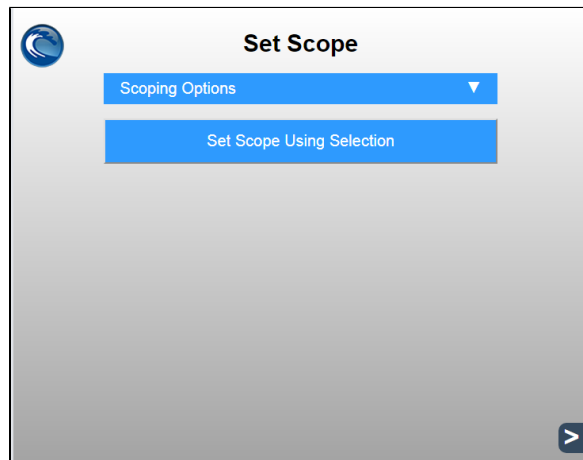 Set Scope
Scoping Options ▼
Set Scope Using Selection
>